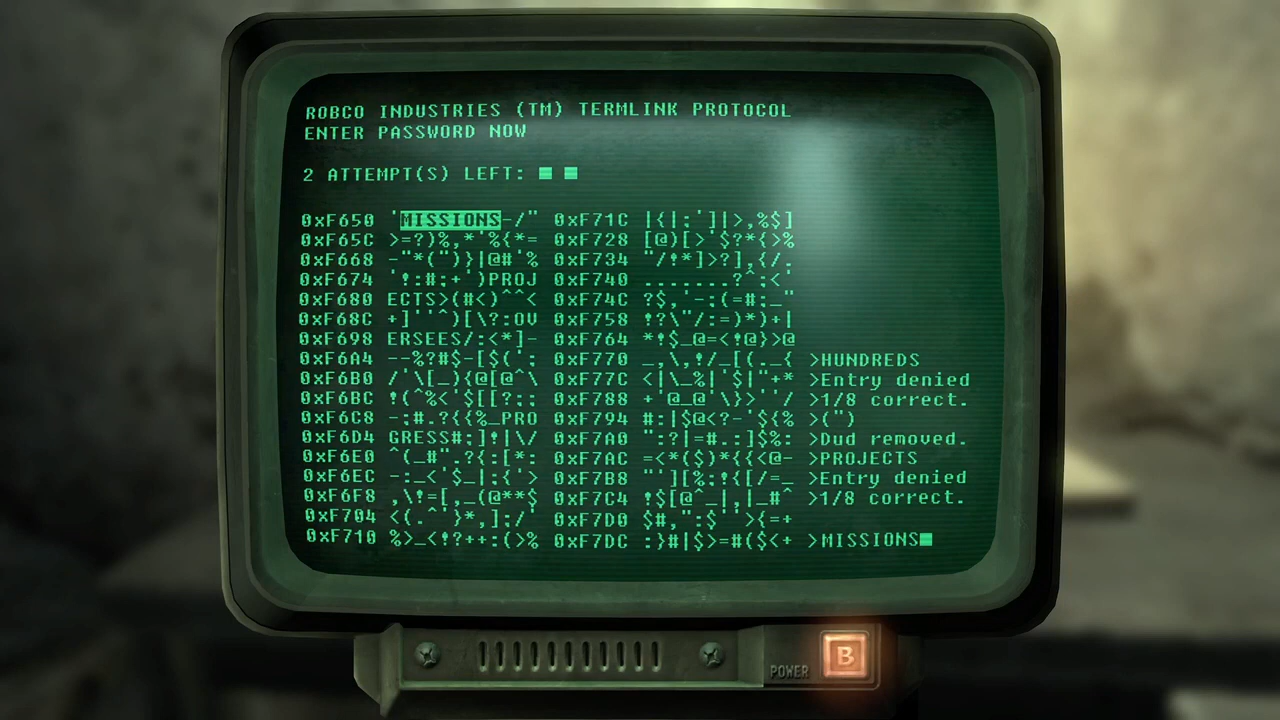 ROBCO INDUSTRIES (TM) TERMLINK PROTOCOL
ENTER PASSWORD NOW
2 ATTEMPT(S) LEFT:
0xF650 'MISSIONS-/" 0xF71C |{|;']|>,%$]
0xF65C >=?)%,*'%{*= 0xF728 [@)[>'$?*{>%
0xF668 -"*(")}|@#'% 0xF734 "/!*]>?],{/.
0xF674 '!:#;+')PROJ 0xF740 .......?^;<'
0xF680 ECTS>(#<)^^< 0xF74C ?$,'-;(=#;_"
0xF68C +]''^)[\?:OV 0xF758 !?\"/:=)*)+|
0xF698 ERSEES/:<*]- 0xF764 *!$_@=<!@}>@
0xF6A4 --%?#$-[$('; 0xF770 _,\,!/_[(._{ >HUNDREDS
0xF6B0 /'\[_){@[@^\ 0xF77C <|\_%|'$|"+* >Entry denied
0xF6BC !(^%<'$[[?;; 0xF788 +'@_@'\}>''/ >1/8 correct.
0xF6C8 -;#.?{{%_PRO 0xF794 #:|$@<?-'${% >(")
0xF6D4 GRESS#;]!|\/ 0xF7A0 ":?|=#.:]$%: >Dud removed.
0xF6E0 ^(_#".?{:[*: 0xF7AC =<*($)*{{<@- >PROJECTS
0xF6EC -:_<'$_|;{'> 0xF7B8 "'][%;!{[/=_ >Entry denied
0xF6F8 ,\!=[,_(@**$ 0xF7C4 !$[@^_|,|_#^ >1/8 correct.
0xF704 <(.^'}*,];/' 0xF7D0 $#,":$''>{=+
0xF710 %>_<!?++:(>% 0xF7DC :}#|$>=#($<+ >MISSIONS
POWER
B